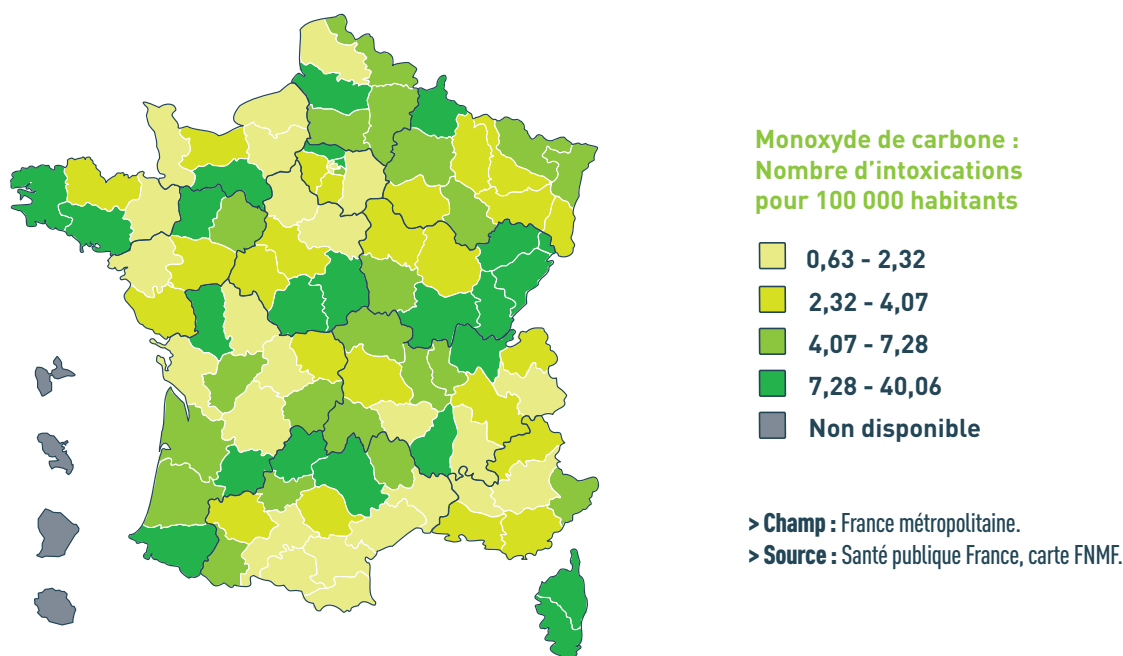 Monoxyde de carbone :
Nombre d'intoxications
pour 100 000 habitants
0,63 - 2,32
2,32 - 4,07
4,07 - 7,28
7,28 - 40,06
Non disponible
> Champ : France métropolitaine.
> Source : Santé publique France, carte FNMF.